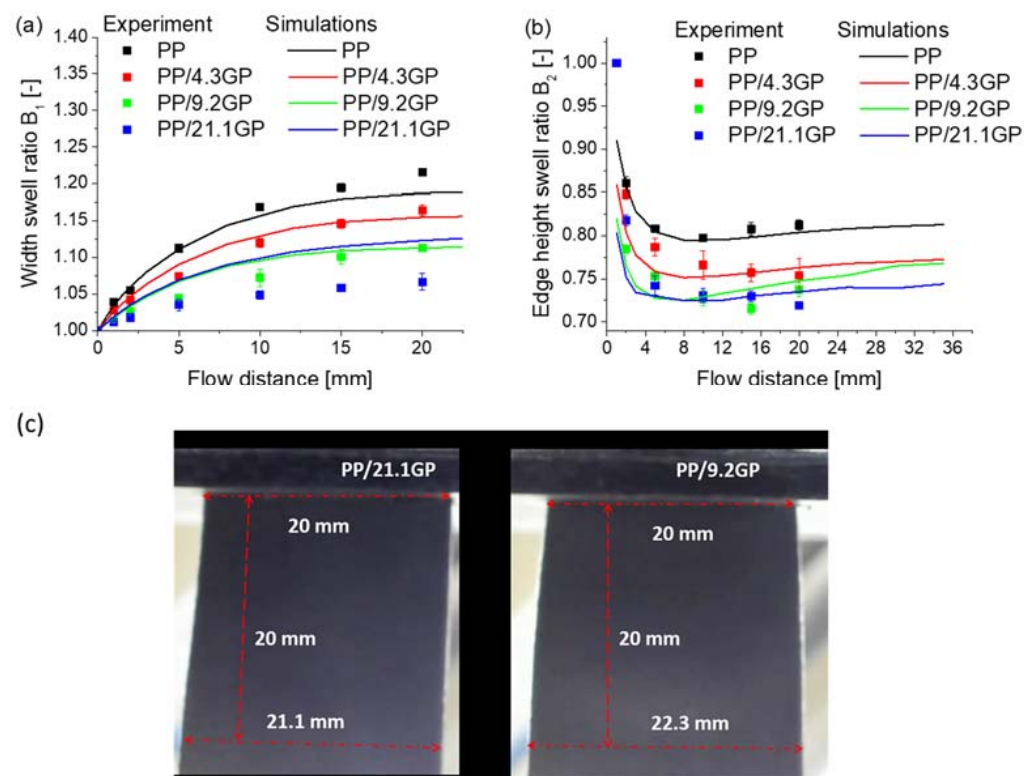 (a)
Experiment Simulations
PP PP
PP/4.3GP PP/4.3GP
PP/9.2GP PP/9.2GP
PP/21.1GP PP/21.1GP
1.40
1.35
1.30
1.25
1.20
1.15
1.10
1.05
1.00
Width swell ratio B₁ [-]
0 5 10 15 20
Flow distance [mm]
(b)
Experiment Simulations
PP PP
PP/4.3GP PP/4.3GP
PP/9.2GP PP/9.2GP
PP/21.1GP PP/21.1GP
1.00
0.95
0.90
0.85
0.80
0.75
0.70
Edge height swell ratio B₂ [-]
0 4 8 12 16 20 24 28 32 36
Flow distance [mm]
(c)
PP/21.1GP
20 mm
20 mm
21.1 mm
PP/9.2GP
20 mm
20 mm
22.3 mm